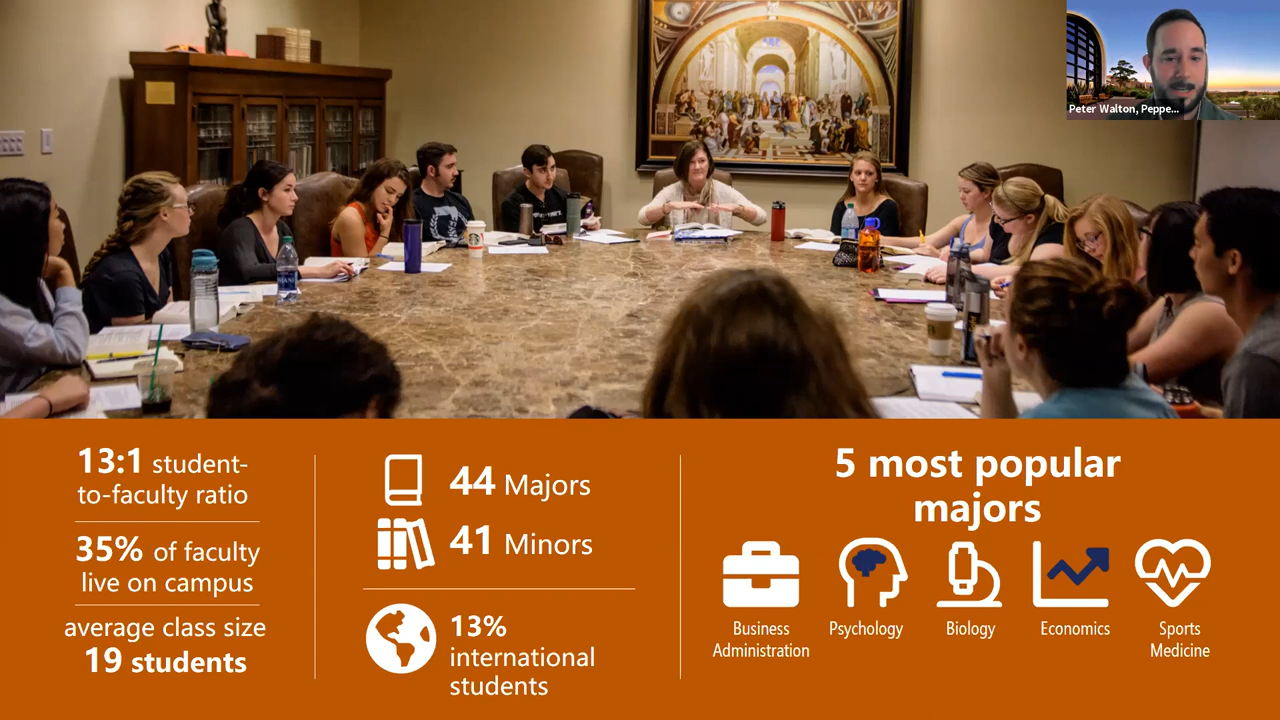 Peter Walton, Peppe...
13:1 student-
to-faculty ratio
35% of faculty
live on campus
average class size
19 students
44 Majors
41 Minors
13%
international
students
5 most popular
majors
Business
Administration
Psychology
Biology
Economics
Sports
Medicine